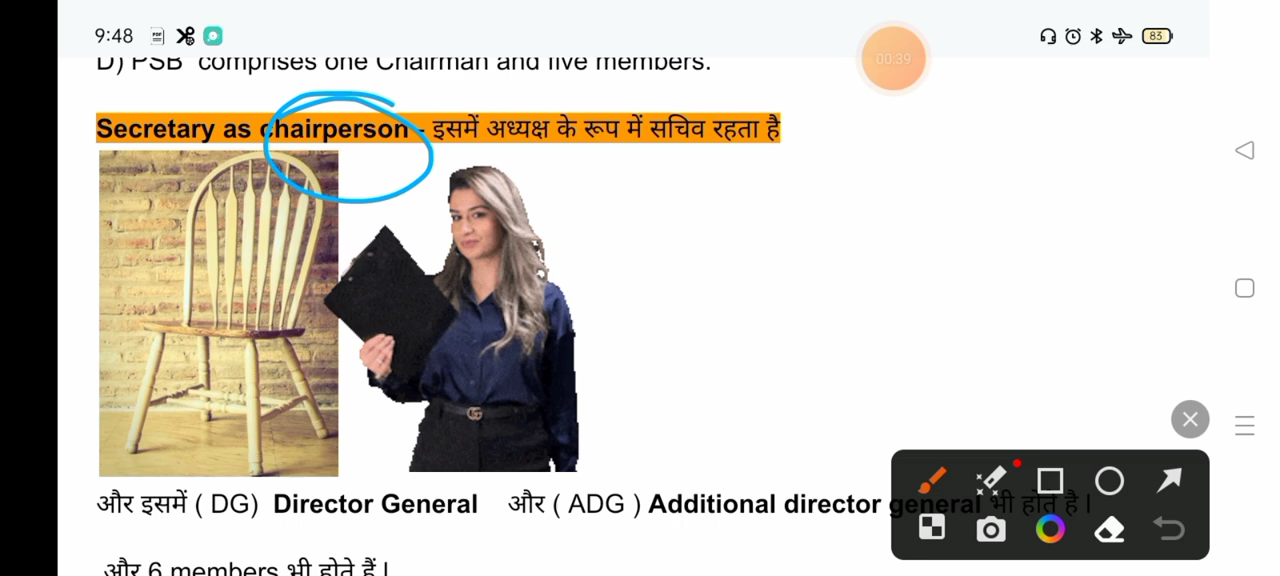 9:48
83
00:39
D) PSB comprises one Chairman and five members.
Secretary as chairperson - इसमें अध्यक्ष के रूप में सचिव रहता है
और इसमें ( DG) Director General और ( ADG ) Additional director general भी होते है l
और 6 members भी होते हैं l